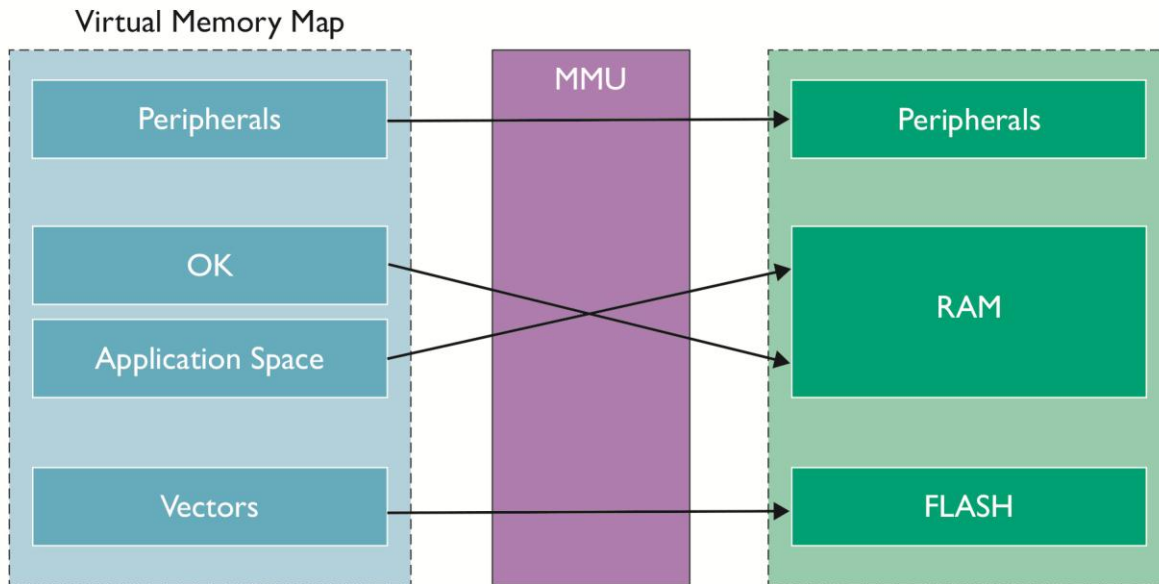 Virtual Memory Map
MMU
Peripherals
Peripherals
OK
RAM
Application Space
Vectors
FLASH